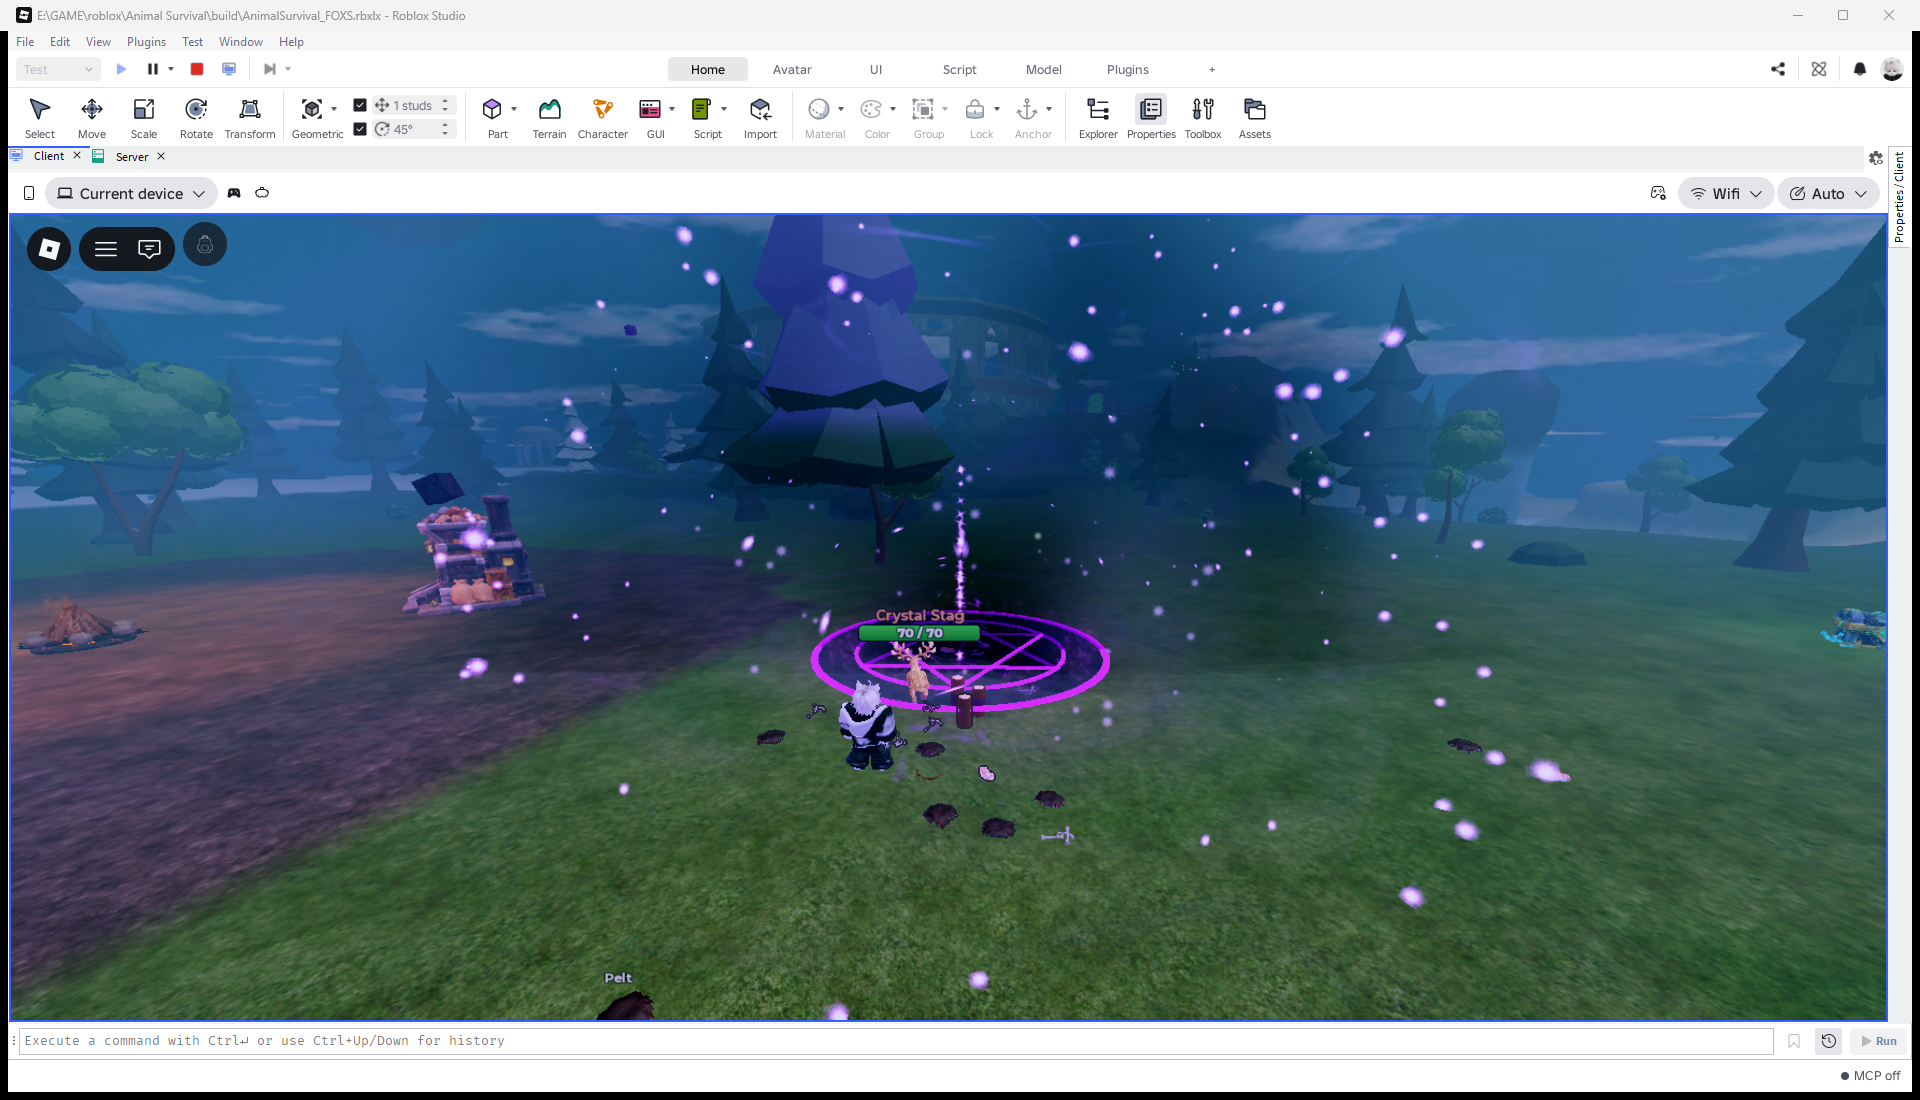 E:\GAME\roblox\Animal Survival\build\AnimalSurvival_FOXS.rbxlx - Roblox Studio
File Edit View Plugins Test Window Help
Test
Home Avatar UI Script Model Plugins +
Select Move Scale Rotate Transform Geometric 1 studs 45° Part Terrain Character GUI Script Import Material Color Group Lock Anchor Explorer Properties Toolbox Assets
Client Server
Current device Wifi Auto
Properties / Client
Crystal Stag
70 / 70
Pelt
Execute a command with Ctrl↵ or use Ctrl+Up/Down for history
Run
MCP off